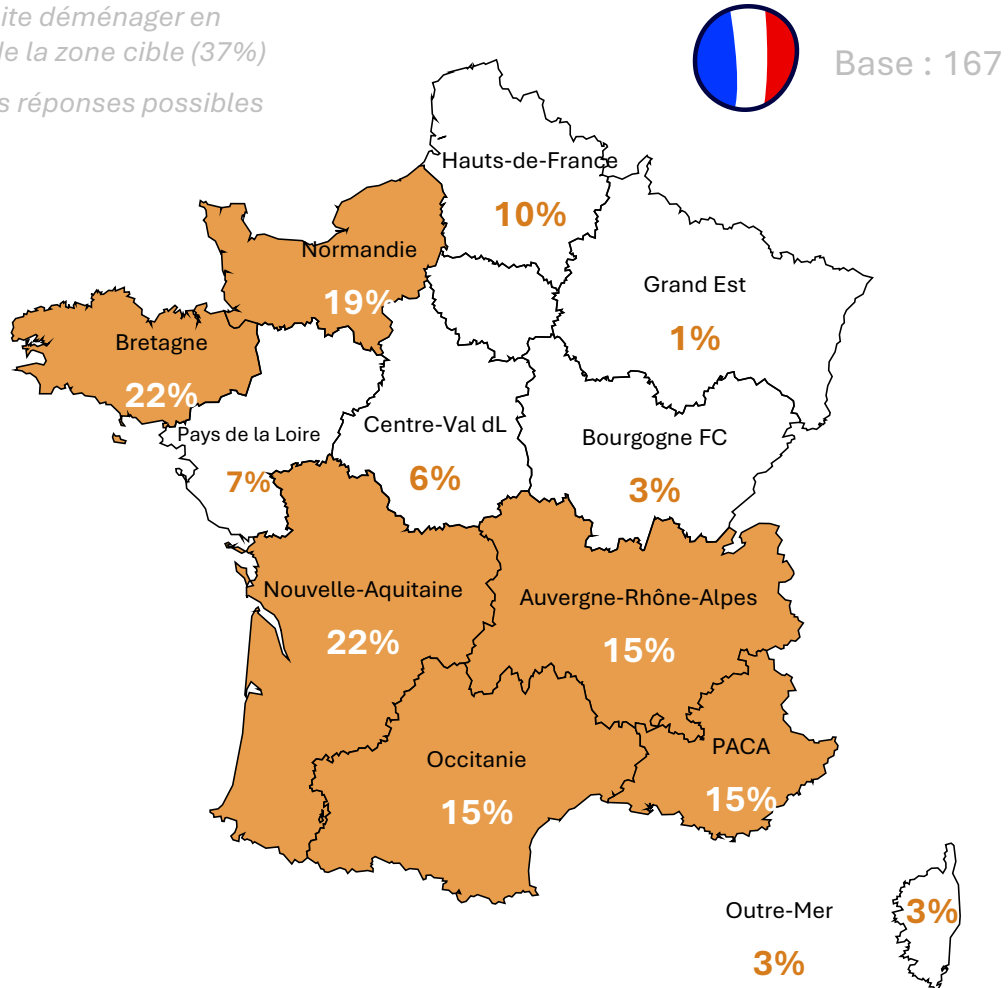 ite déménager en
de la zone cible (37%)
s réponses possibles
Base : 167
Hauts-de-France
10%
Normandie
19%
Grand Est
1%
Bretagne
22%
Pays de la Loire
7%
Centre-Val dL
6%
Bourgogne FC
3%
Nouvelle-Aquitaine
22%
Auvergne-Rhône-Alpes
15%
Occitanie
15%
PACA
15%
Outre-Mer
3%
3%